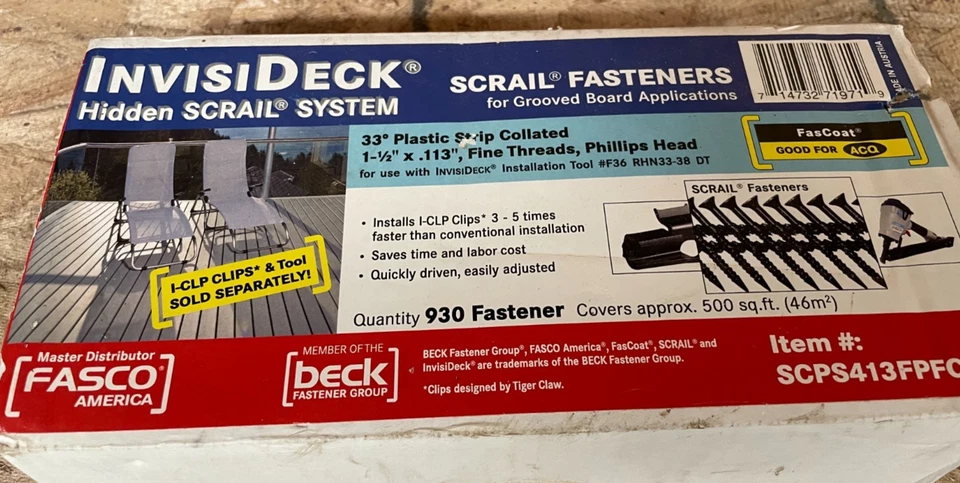 INVISIDECK®
Hidden SCRAIL® SYSTEM
SCRAIL® FASTENERS
for Grooved Board Applications
7 14732 71971 9
MADE IN AUSTRIA
33° Plastic Strip Collated
1-½" x .113", Fine Threads, Phillips Head
for use with INVISIDECK® Installation Tool #F36 RHN33-38 DT
FasCoat®
GOOD FOR ACQ
• Installs I-CLP Clips* 3 - 5 times
faster than conventional installation
• Saves time and labor cost
• Quickly driven, easily adjusted
SCRAIL® Fasteners
I-CLP CLIPS* & Tool
SOLD SEPARATELY!
Quantity 930 Fastener Covers approx. 500 sq.ft. (46m²)
Master Distributor
FASCO®
AMERICA
MEMBER OF THE
beck
FASTENER GROUP
BECK Fastener Group®, FASCO America®, FasCoat®, SCRAIL® and
InvisiDeck® are trademarks of the BECK Fastener Group.
*Clips designed by Tiger Claw.
Item #:
SCPS413FPFC